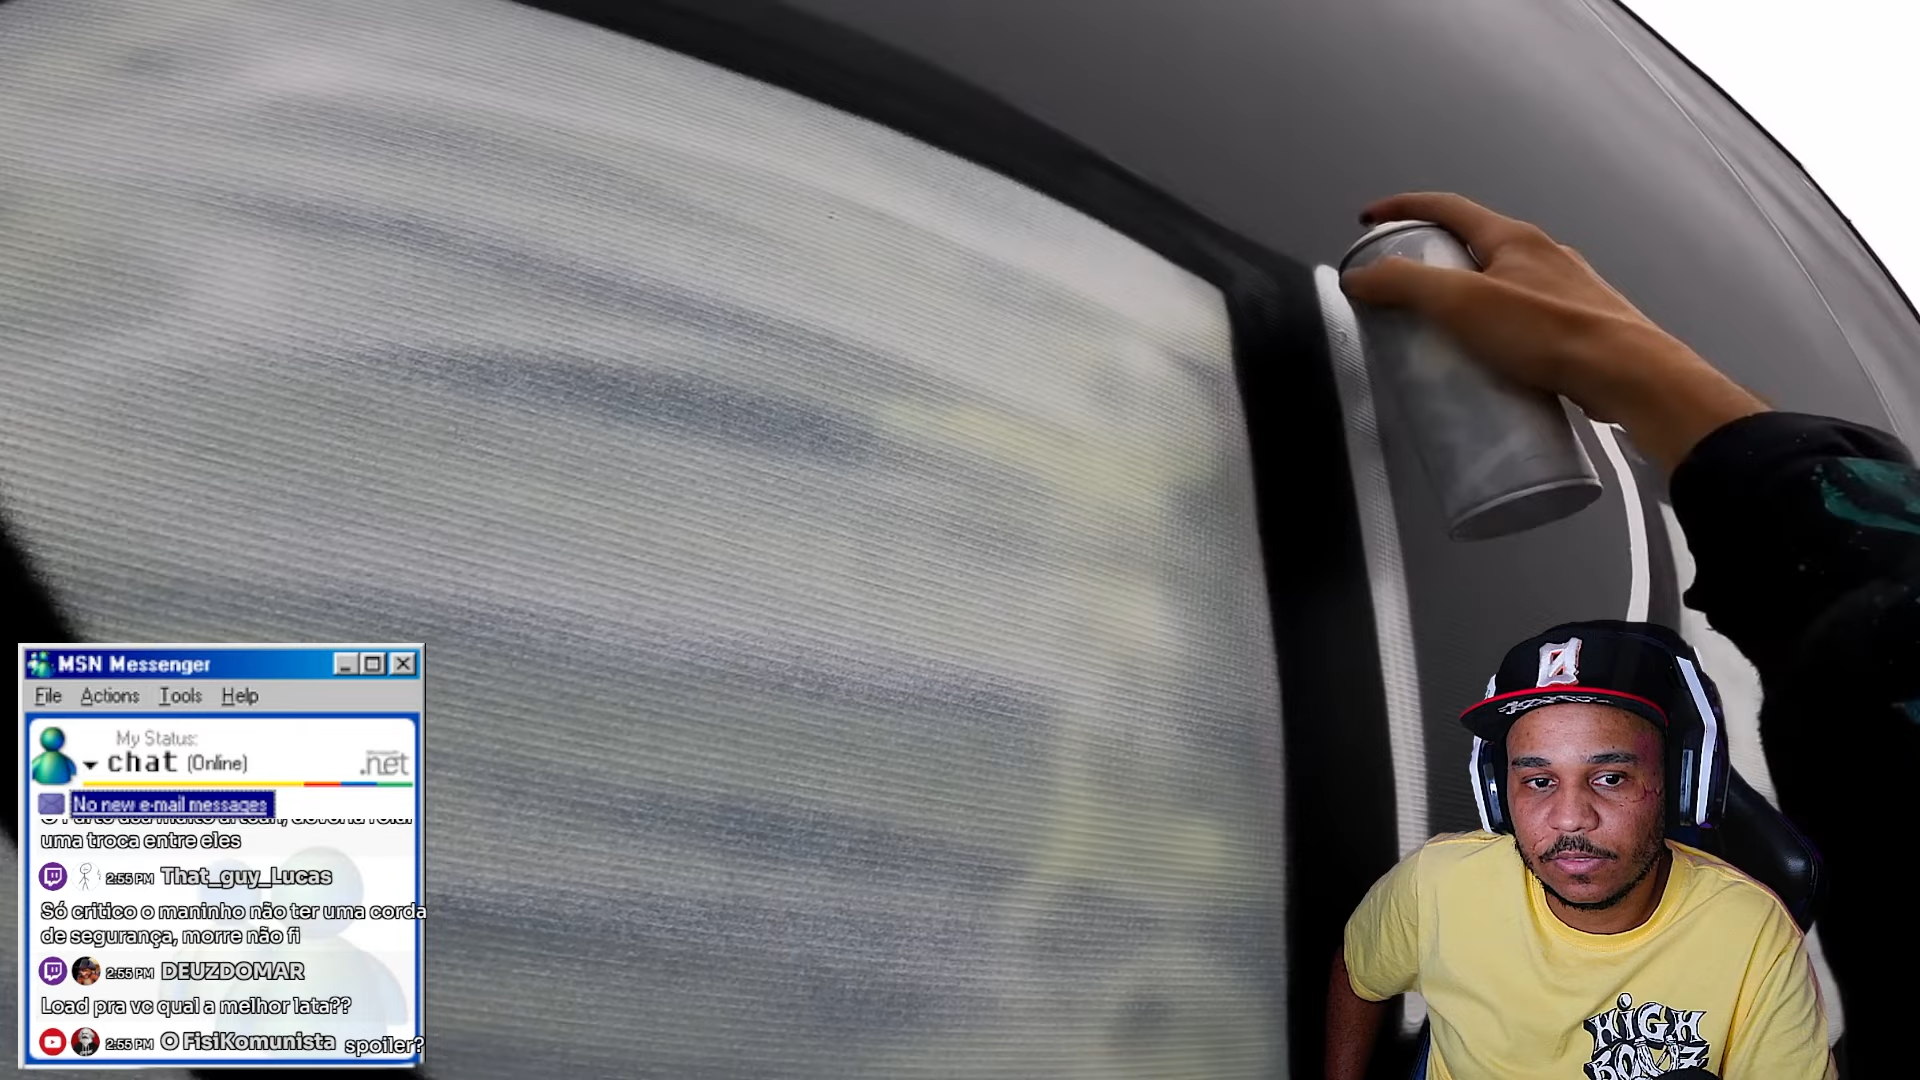 MSN Messenger
File Actions Tools Help
My Status:
chat (Online)
.net
No new e-mail messages
uma troca entre eles
2:55 PM That_guy_Lucas
Só critico o maninho não ter uma corda
de segurança, morre não fi
2:55 PM DEUZDOMAR
Load pra vc qual a melhor lata??
2:55 PM O FisiKomunista spoiler?
HIGH